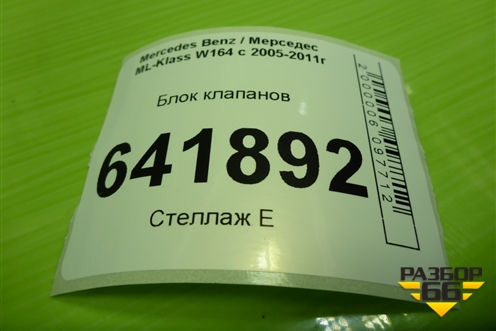 Mercedes Benz / Мерседес
ML-Klass W164 с 2005-2011г
Блок клапанов
641892
Стеллаж Е
2000006097712
РАЗБОР
66